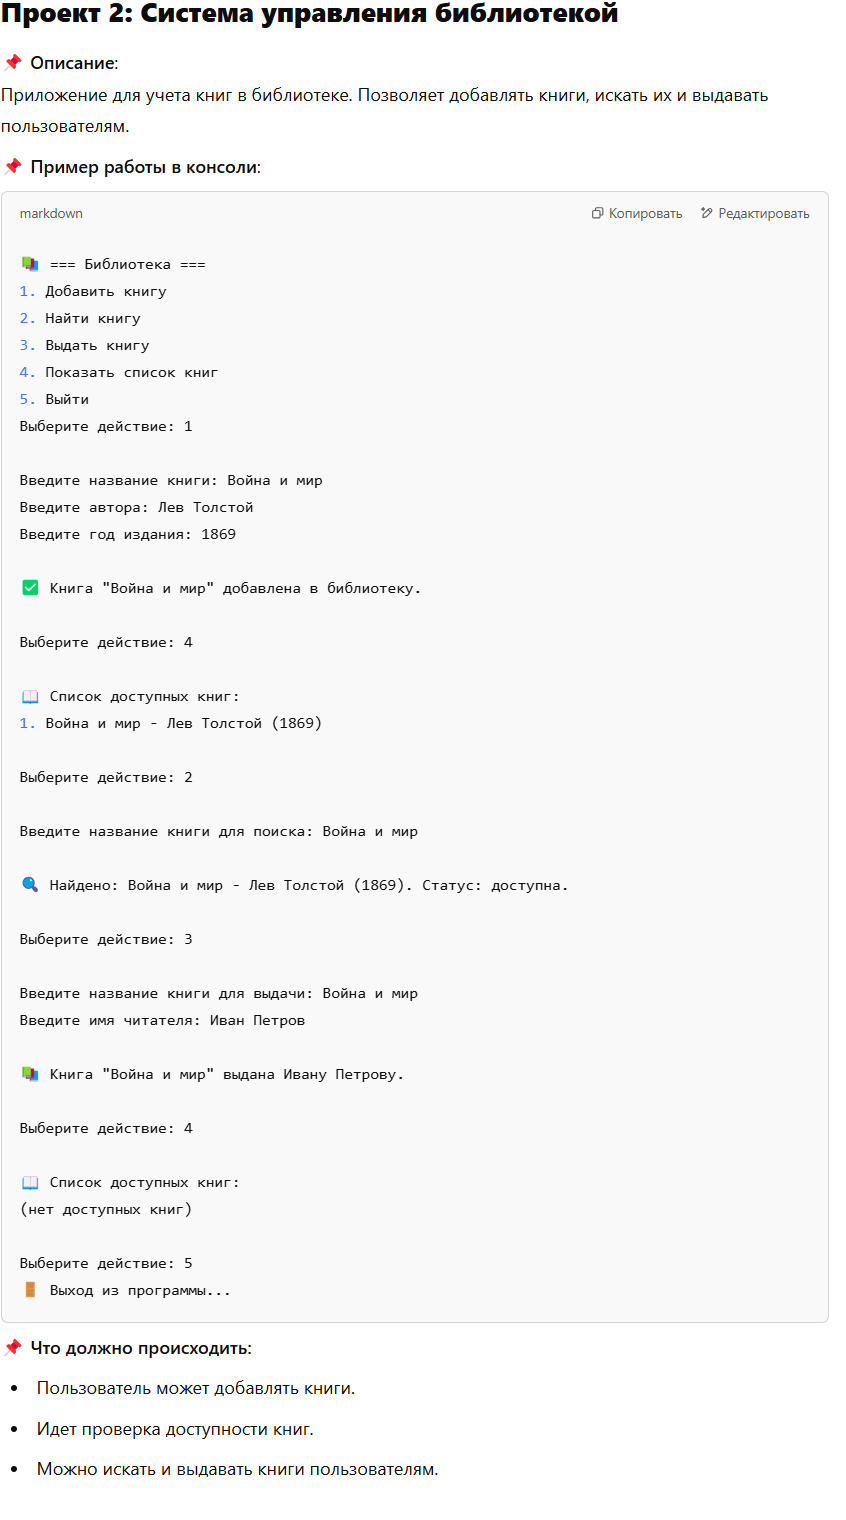 Проект 2: Система управления библиотекой
📌 Описание:
Приложение для учета книг в библиотеке. Позволяет добавлять книги, искать их и выдавать
пользователям.
📌 Пример работы в консоли:
markdown
Копировать
Редактировать
📚 === Библиотека ===
1. Добавить книгу
2. Найти книгу
3. Выдать книгу
4. Показать список книг
5. Выйти
Выберите действие: 1
Введите название книги: Война и мир
Введите автора: Лев Толстой
Введите год издания: 1869
✅ Книга "Война и мир" добавлена в библиотеку.
Выберите действие: 4
📖 Список доступных книг:
1. Война и мир - Лев Толстой (1869)
Выберите действие: 2
Введите название книги для поиска: Война и мир
🔍 Найдено: Война и мир - Лев Толстой (1869). Статус: доступна.
Выберите действие: 3
Введите название книги для выдачи: Война и мир
Введите имя читателя: Иван Петров
📚 Книга "Война и мир" выдана Ивану Петрову.
Выберите действие: 4
📖 Список доступных книг:
(нет доступных книг)
Выберите действие: 5
🚪 Выход из программы...
📌 Что должно происходить:
• Пользователь может добавлять книги.
• Идет проверка доступности книг.
• Можно искать и выдавать книги пользователям.